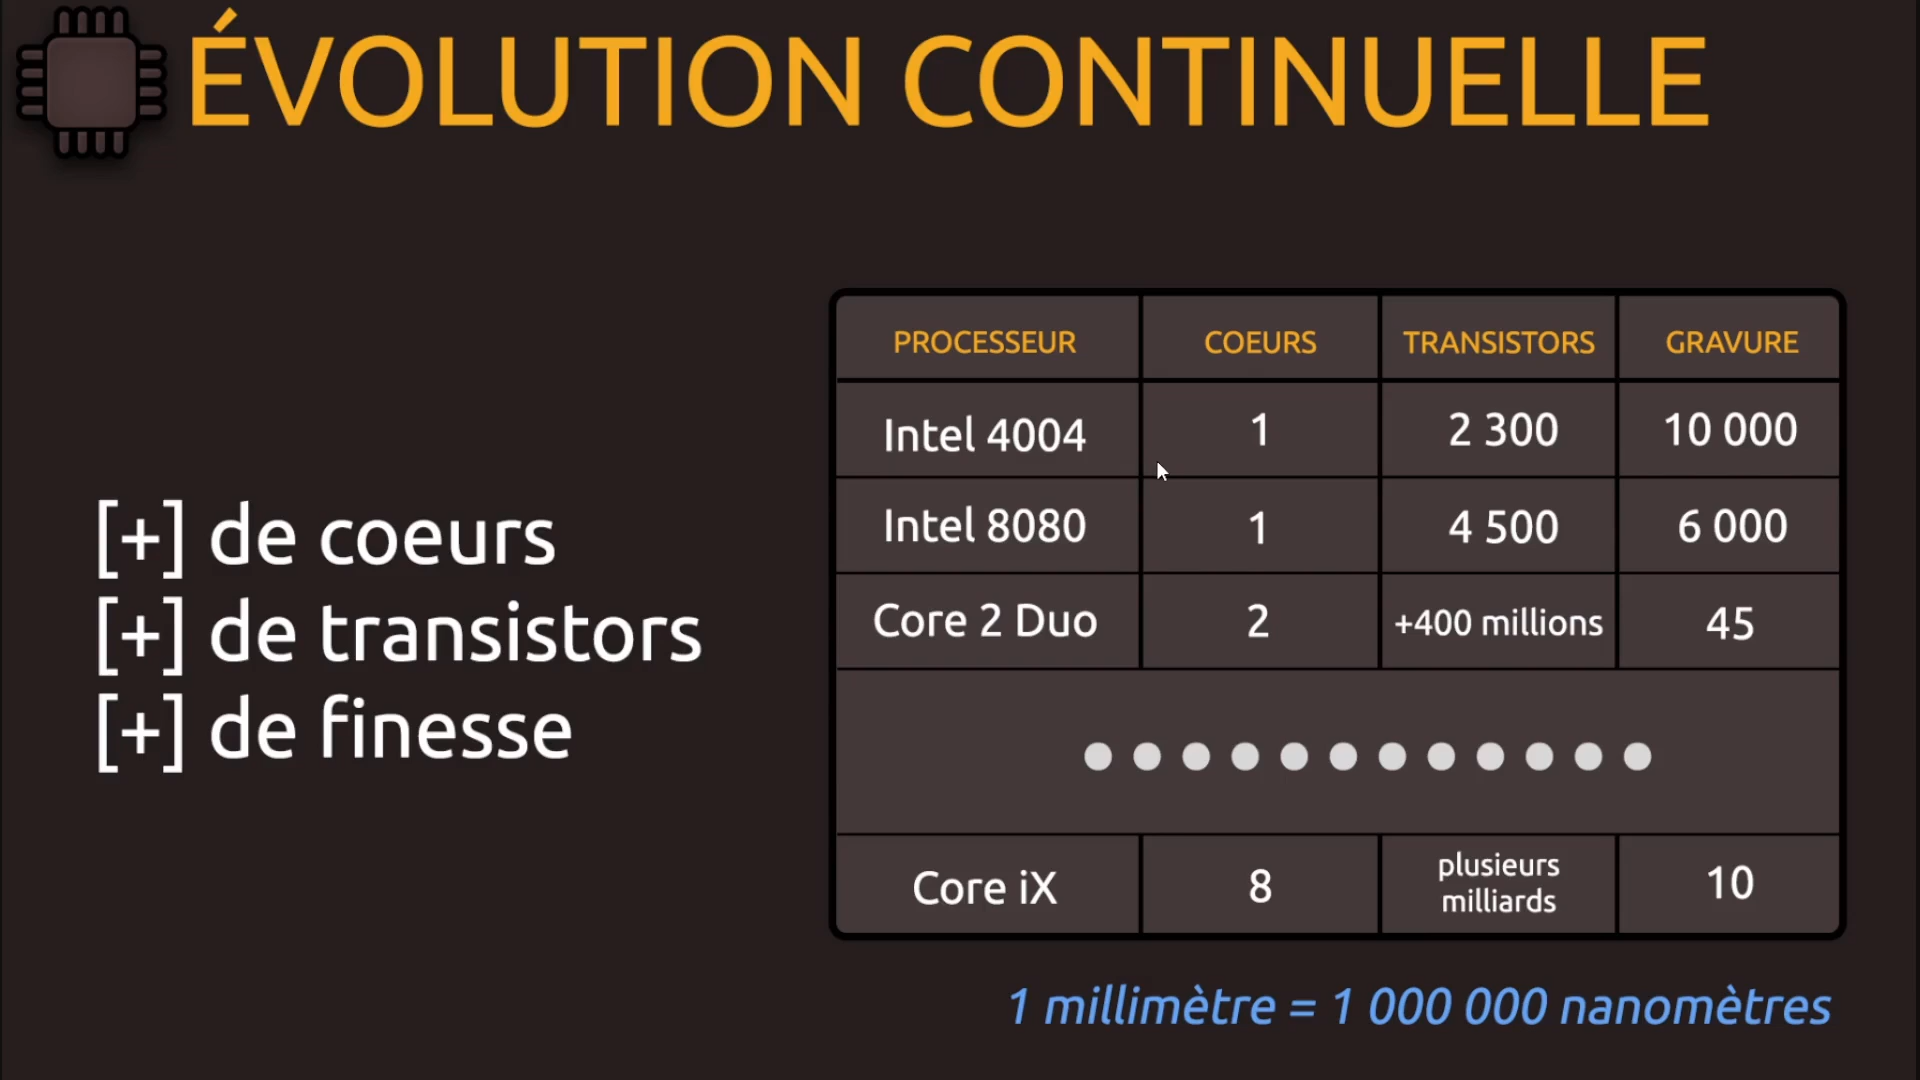 ÉVOLUTION CONTINUELLE
[+] de coeurs
[+] de transistors
[+] de finesse
PROCESSEUR COEURS TRANSISTORS GRAVURE
Intel 4004 1 2 300 10 000
Intel 8080 1 4 500 6 000
Core 2 Duo 2 +400 millions 45
Core iX 8 plusieurs milliards 10
1 millimètre = 1 000 000 nanomètres